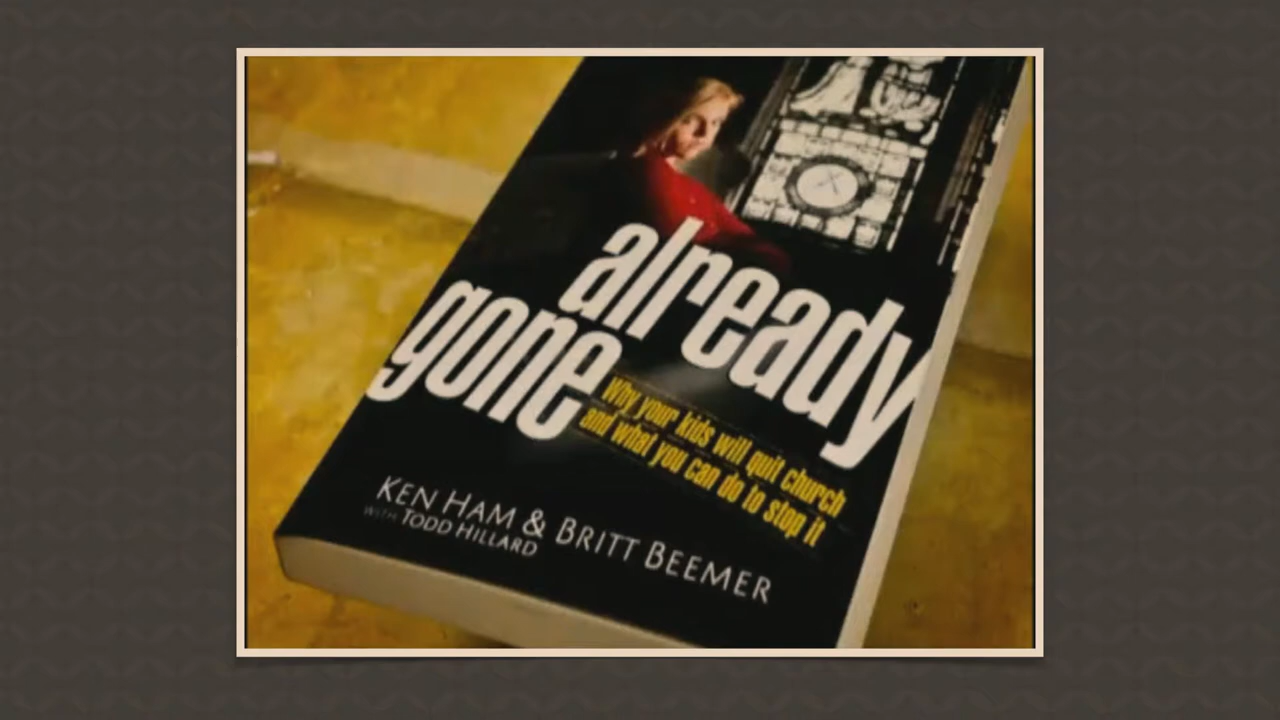 already
gone
Why your kids will quit church
and what you can do to stop it
KEN HAM & BRITT BEEMER
WITH TODD HILLARD